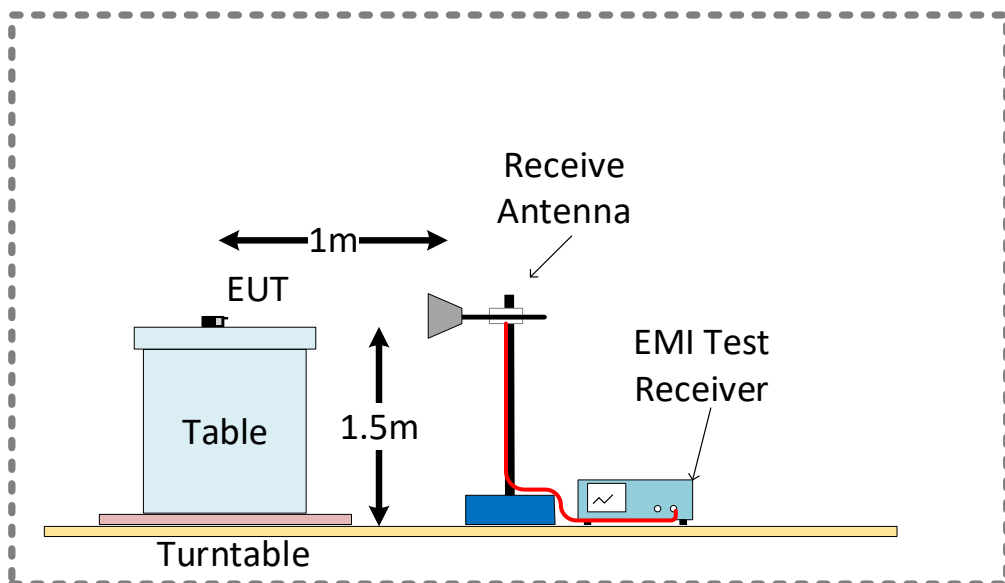 Receive
Antenna
1m
EUT
EMI Test
Receiver
Table
1.5m
Turntable